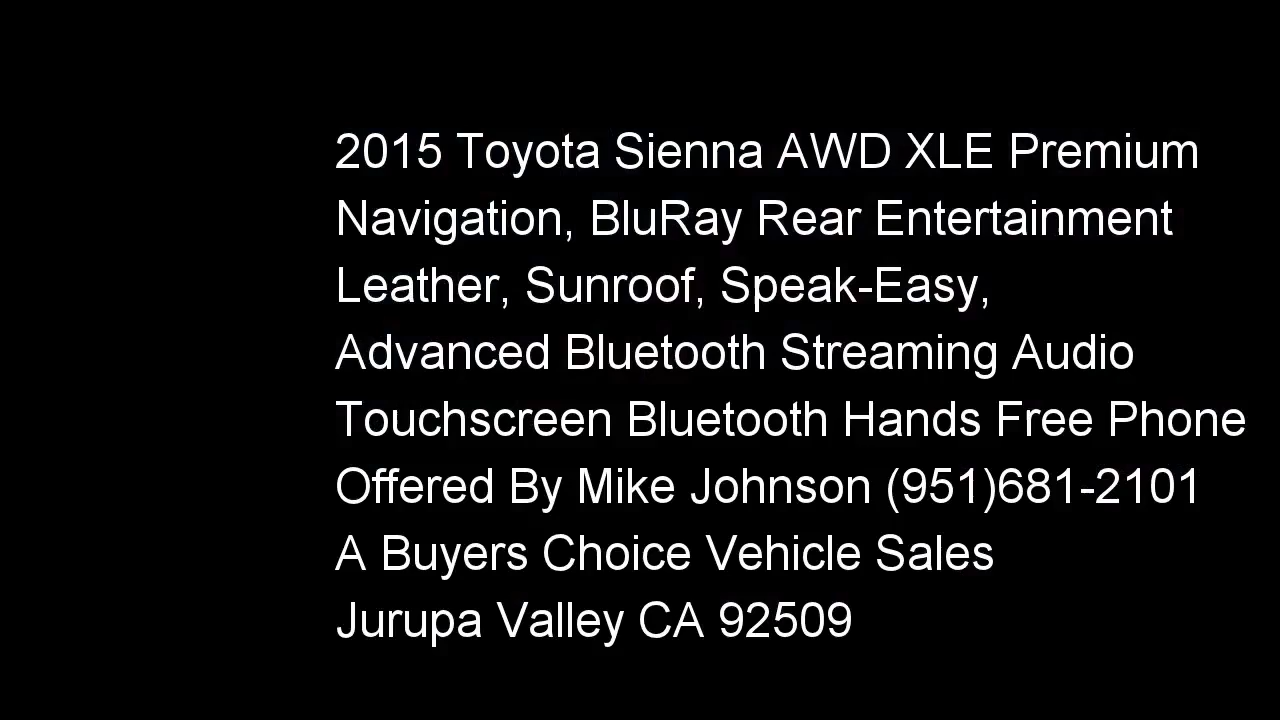 2015 Toyota Sienna AWD XLE Premium
Navigation, BluRay Rear Entertainment
Leather, Sunroof, Speak-Easy,
Advanced Bluetooth Streaming Audio
Touchscreen Bluetooth Hands Free Phone
Offered By Mike Johnson (951)681-2101
A Buyers Choice Vehicle Sales
Jurupa Valley CA 92509